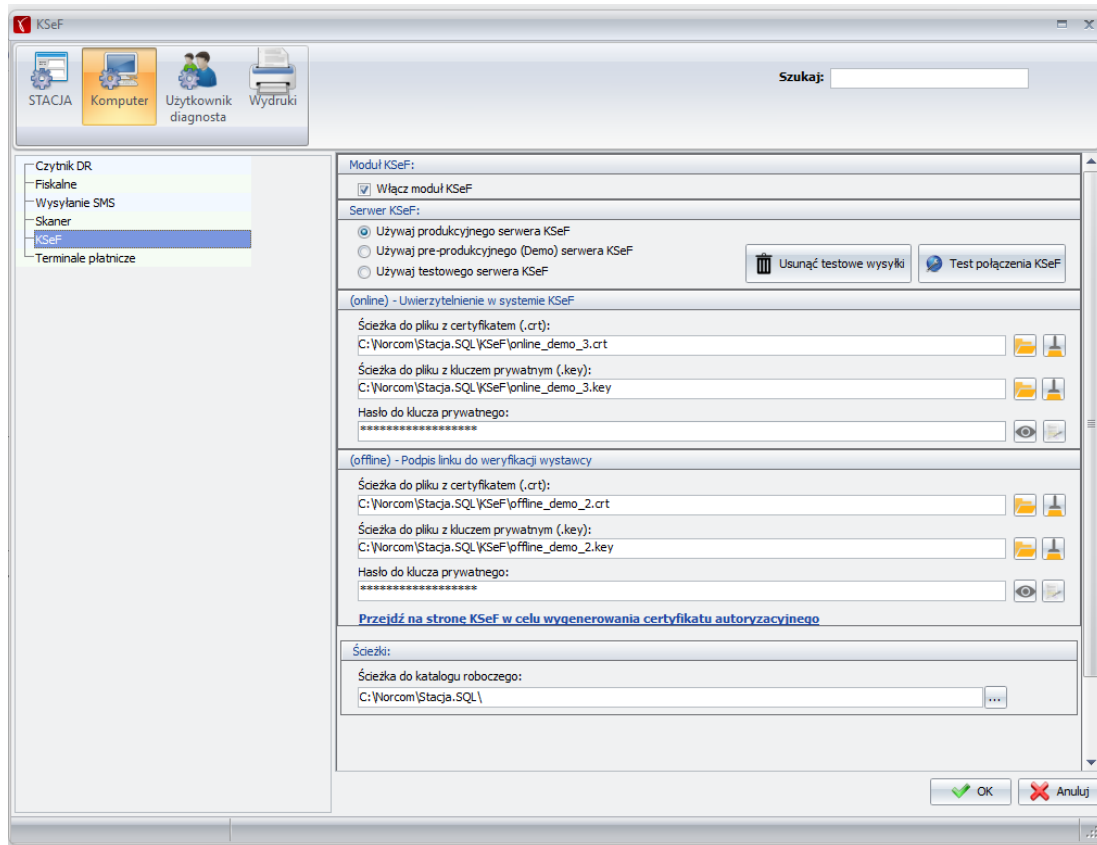 KSeF
STACJA
Komputer
Użytkownik
diagnosta
Wydruki
Szukaj:
Czytnik DR
Fiskalne
Wysyłanie SMS
Skaner
KSeF
Terminale płatnicze
Moduł KSeF:
Włącz moduł KSeF
Serwer KSeF:
Używaj produkcyjnego serwera KSeF
Używaj pre-produkcyjnego (Demo) serwera KSeF
Używaj testowego serwera KSeF
Usunąć testowe wysyłki
Test połączenia KSeF
(online) - Uwierzytelnienie w systemie KSeF
Ścieżka do pliku z certyfikatem (.crt):
C:\Norcom\Stacja.SQL\KSeF\online_demo_3.crt
Ścieżka do pliku z kluczem prywatnym (.key):
C:\Norcom\Stacja.SQL\KSeF\online_demo_3.key
Hasło do klucza prywatnego:
******************
(offline) - Podpis linku do weryfikacji wystawcy
Ścieżka do pliku z certyfikatem (.crt):
C:\Norcom\Stacja.SQL\KSeF\offline_demo_2.crt
Ścieżka do pliku z kluczem prywatnym (.key):
C:\Norcom\Stacja.SQL\KSeF\offline_demo_2.key
Hasło do klucza prywatnego:
******************
Przejdź na stronę KSeF w celu wygenerowania certyfikatu autoryzacyjnego
Ścieżki:
Ścieżka do katalogu roboczego:
C:\Norcom\Stacja.SQL\
...
OK
Anuluj